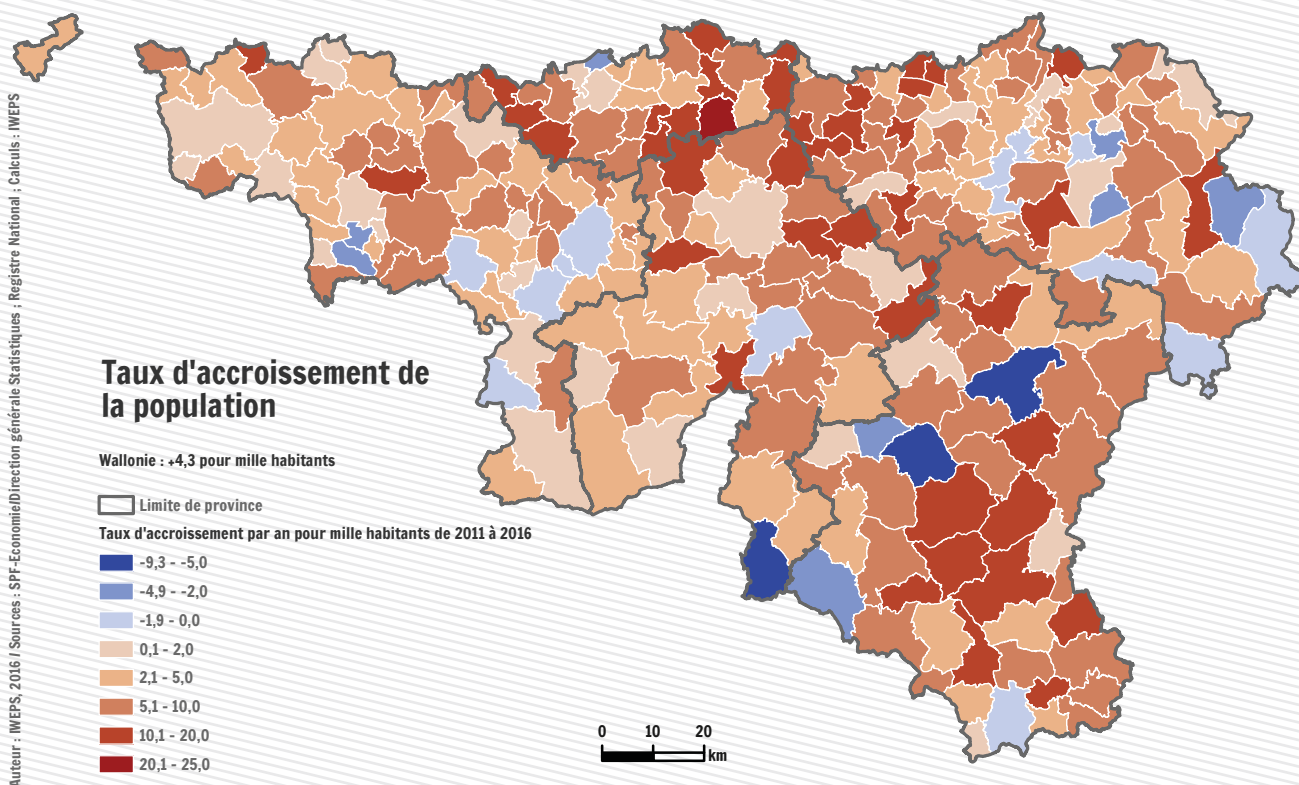 Taux d'accroissement de
la population
Wallonie : +4,3 pour mille habitants
Limite de province
Taux d'accroissement par an pour mille habitants de 2011 à 2016
-9,3 - -5,0
-4,9 - -2,0
-1,9 - 0,0
0,1 - 2,0
2,1 - 5,0
5,1 - 10,0
10,1 - 20,0
20,1 - 25,0
0 10 20
km
Auteur : IWEPS, 2016 / Sources : SPF-Economie/Direction générale Statistiques ; Registre National ; Calculs : IWEPS